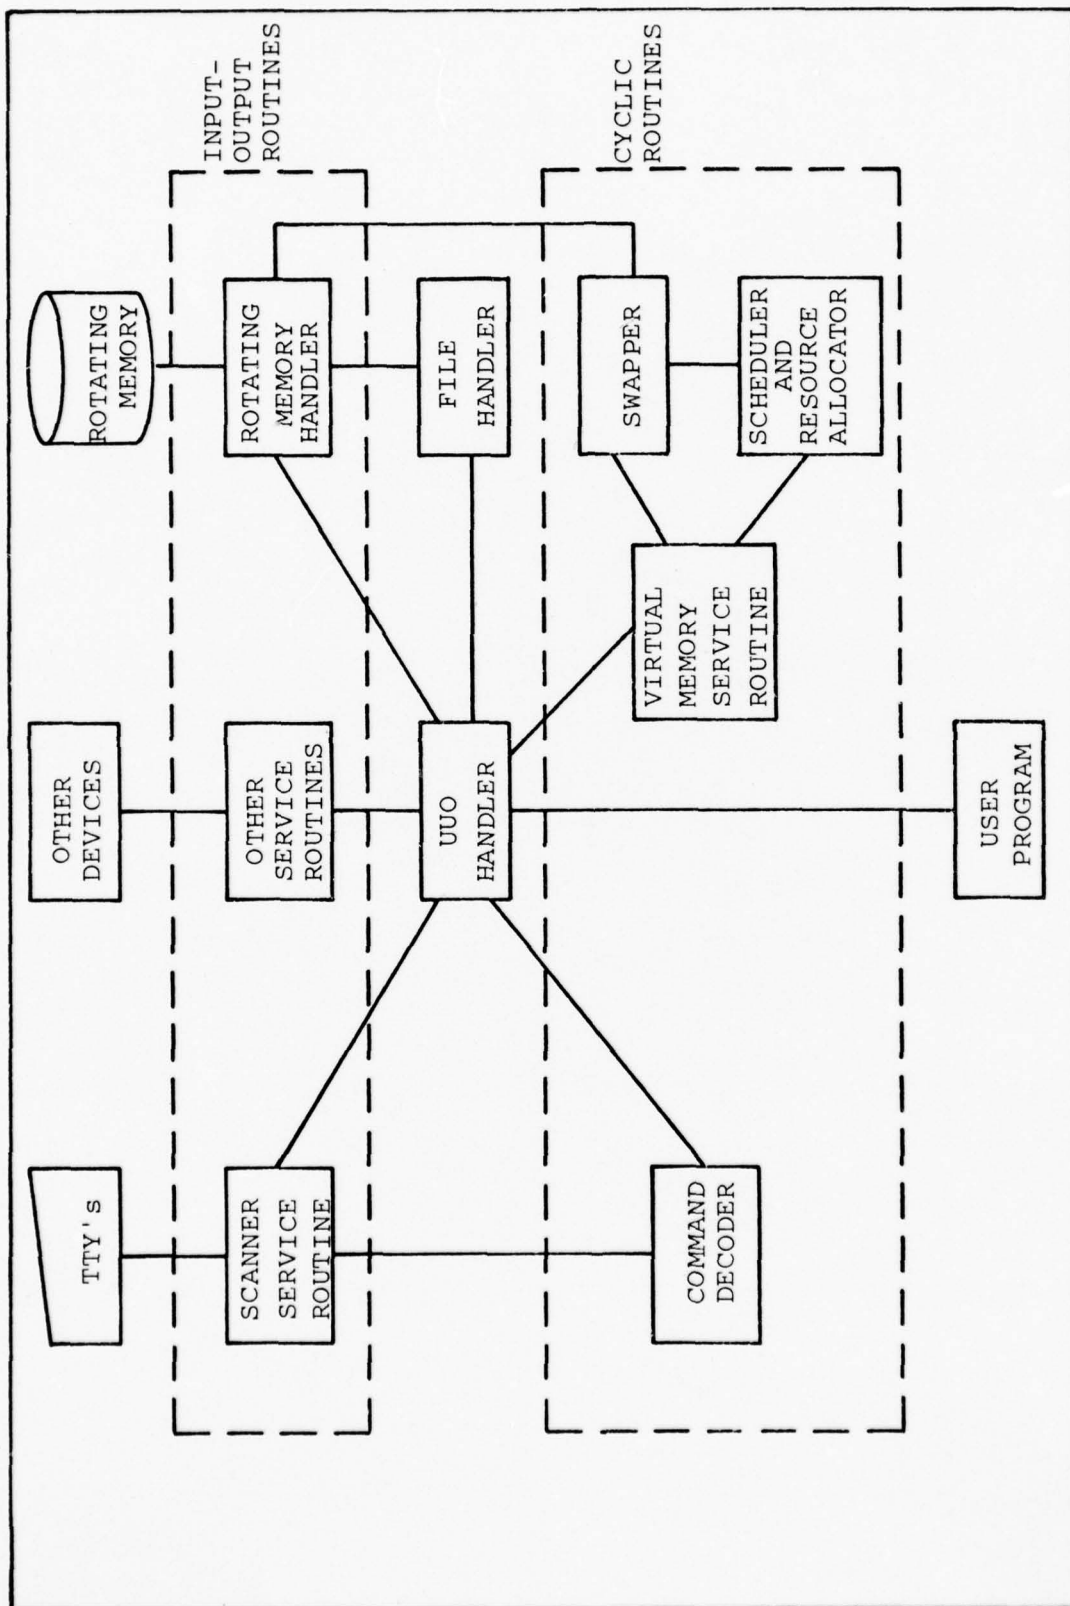 TTY's
OTHER
DEVICES
ROTATING
MEMORY
INPUT-
OUTPUT
ROUTINES
SCANNER
SERVICE
ROUTINE
OTHER
SERVICE
ROUTINES
ROTATING
MEMORY
HANDLER
UUO
HANDLER
FILE
HANDLER
CYCLIC
ROUTINES
COMMAND
DECODER
VIRTUAL
MEMORY
SERVICE
ROUTINE
SWAPPER
SCHEDULER
AND
RESOURCE
ALLOCATOR
USER
PROGRAM